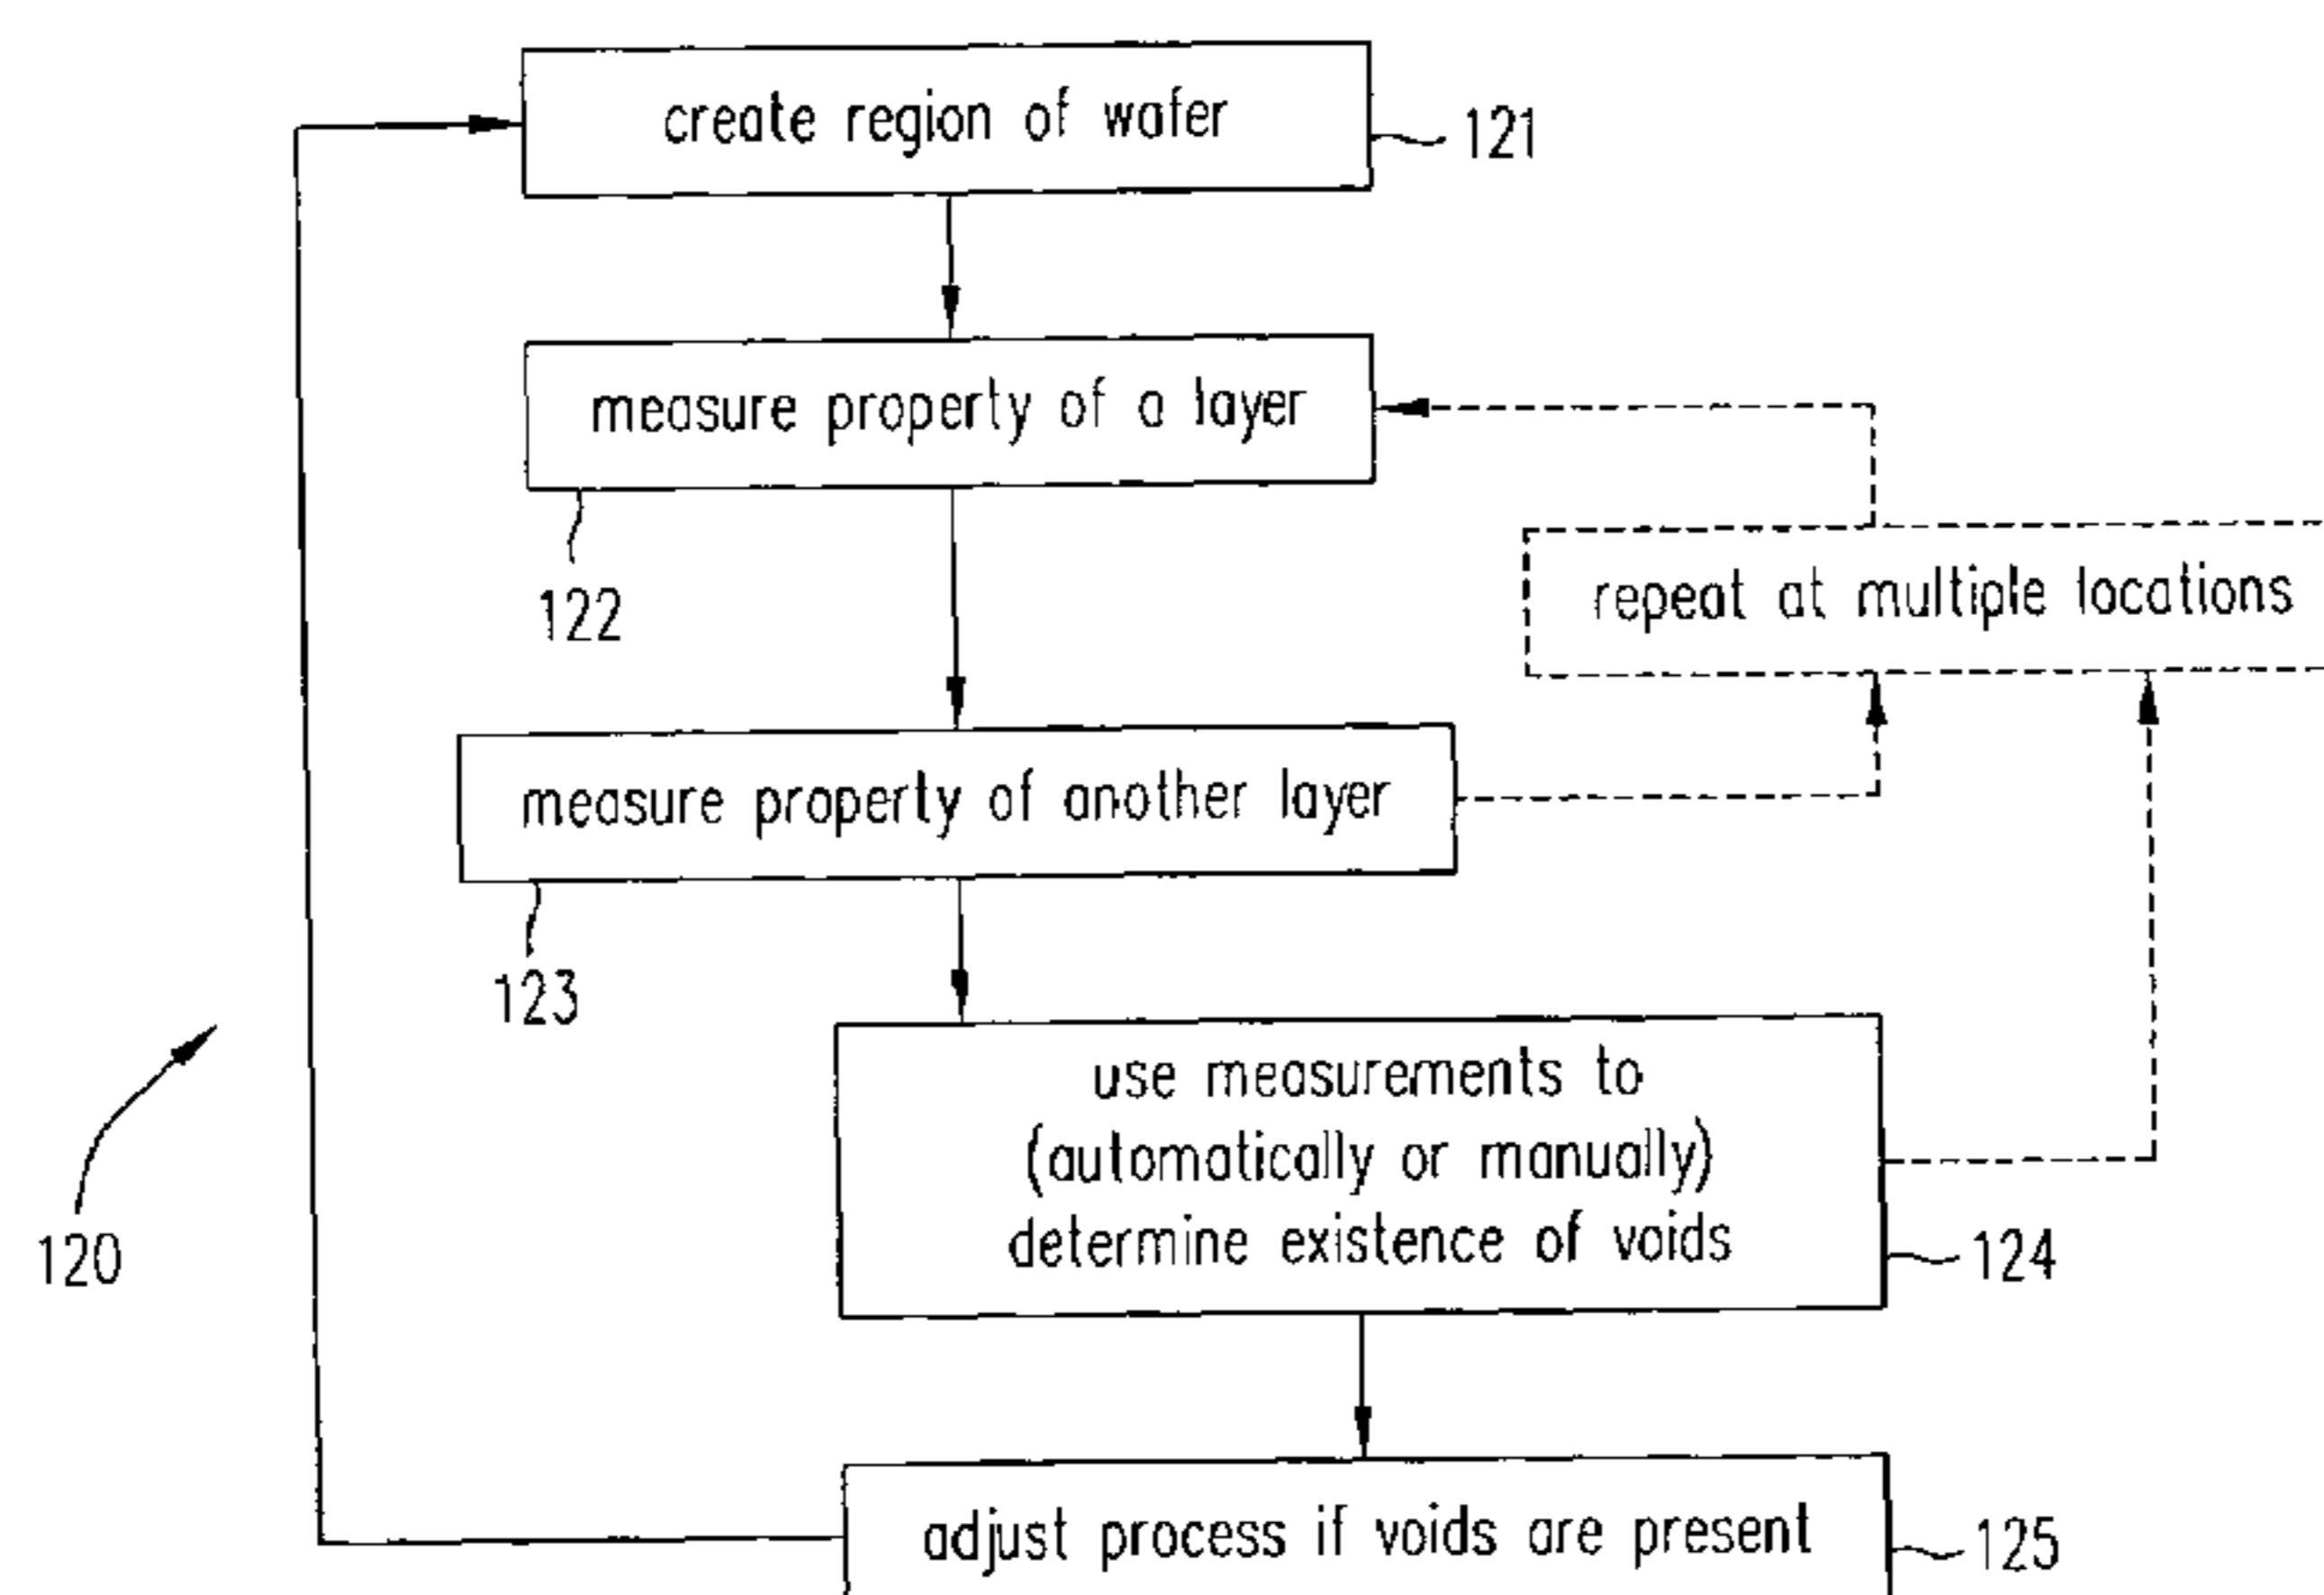 create region of wafer
121
measure property of a layer
122
repeat at multiple locations
measure property of another layer
123
use measurements to
(automatically or manually)
determine existence of voids
124
120
adjust process if voids are present
125